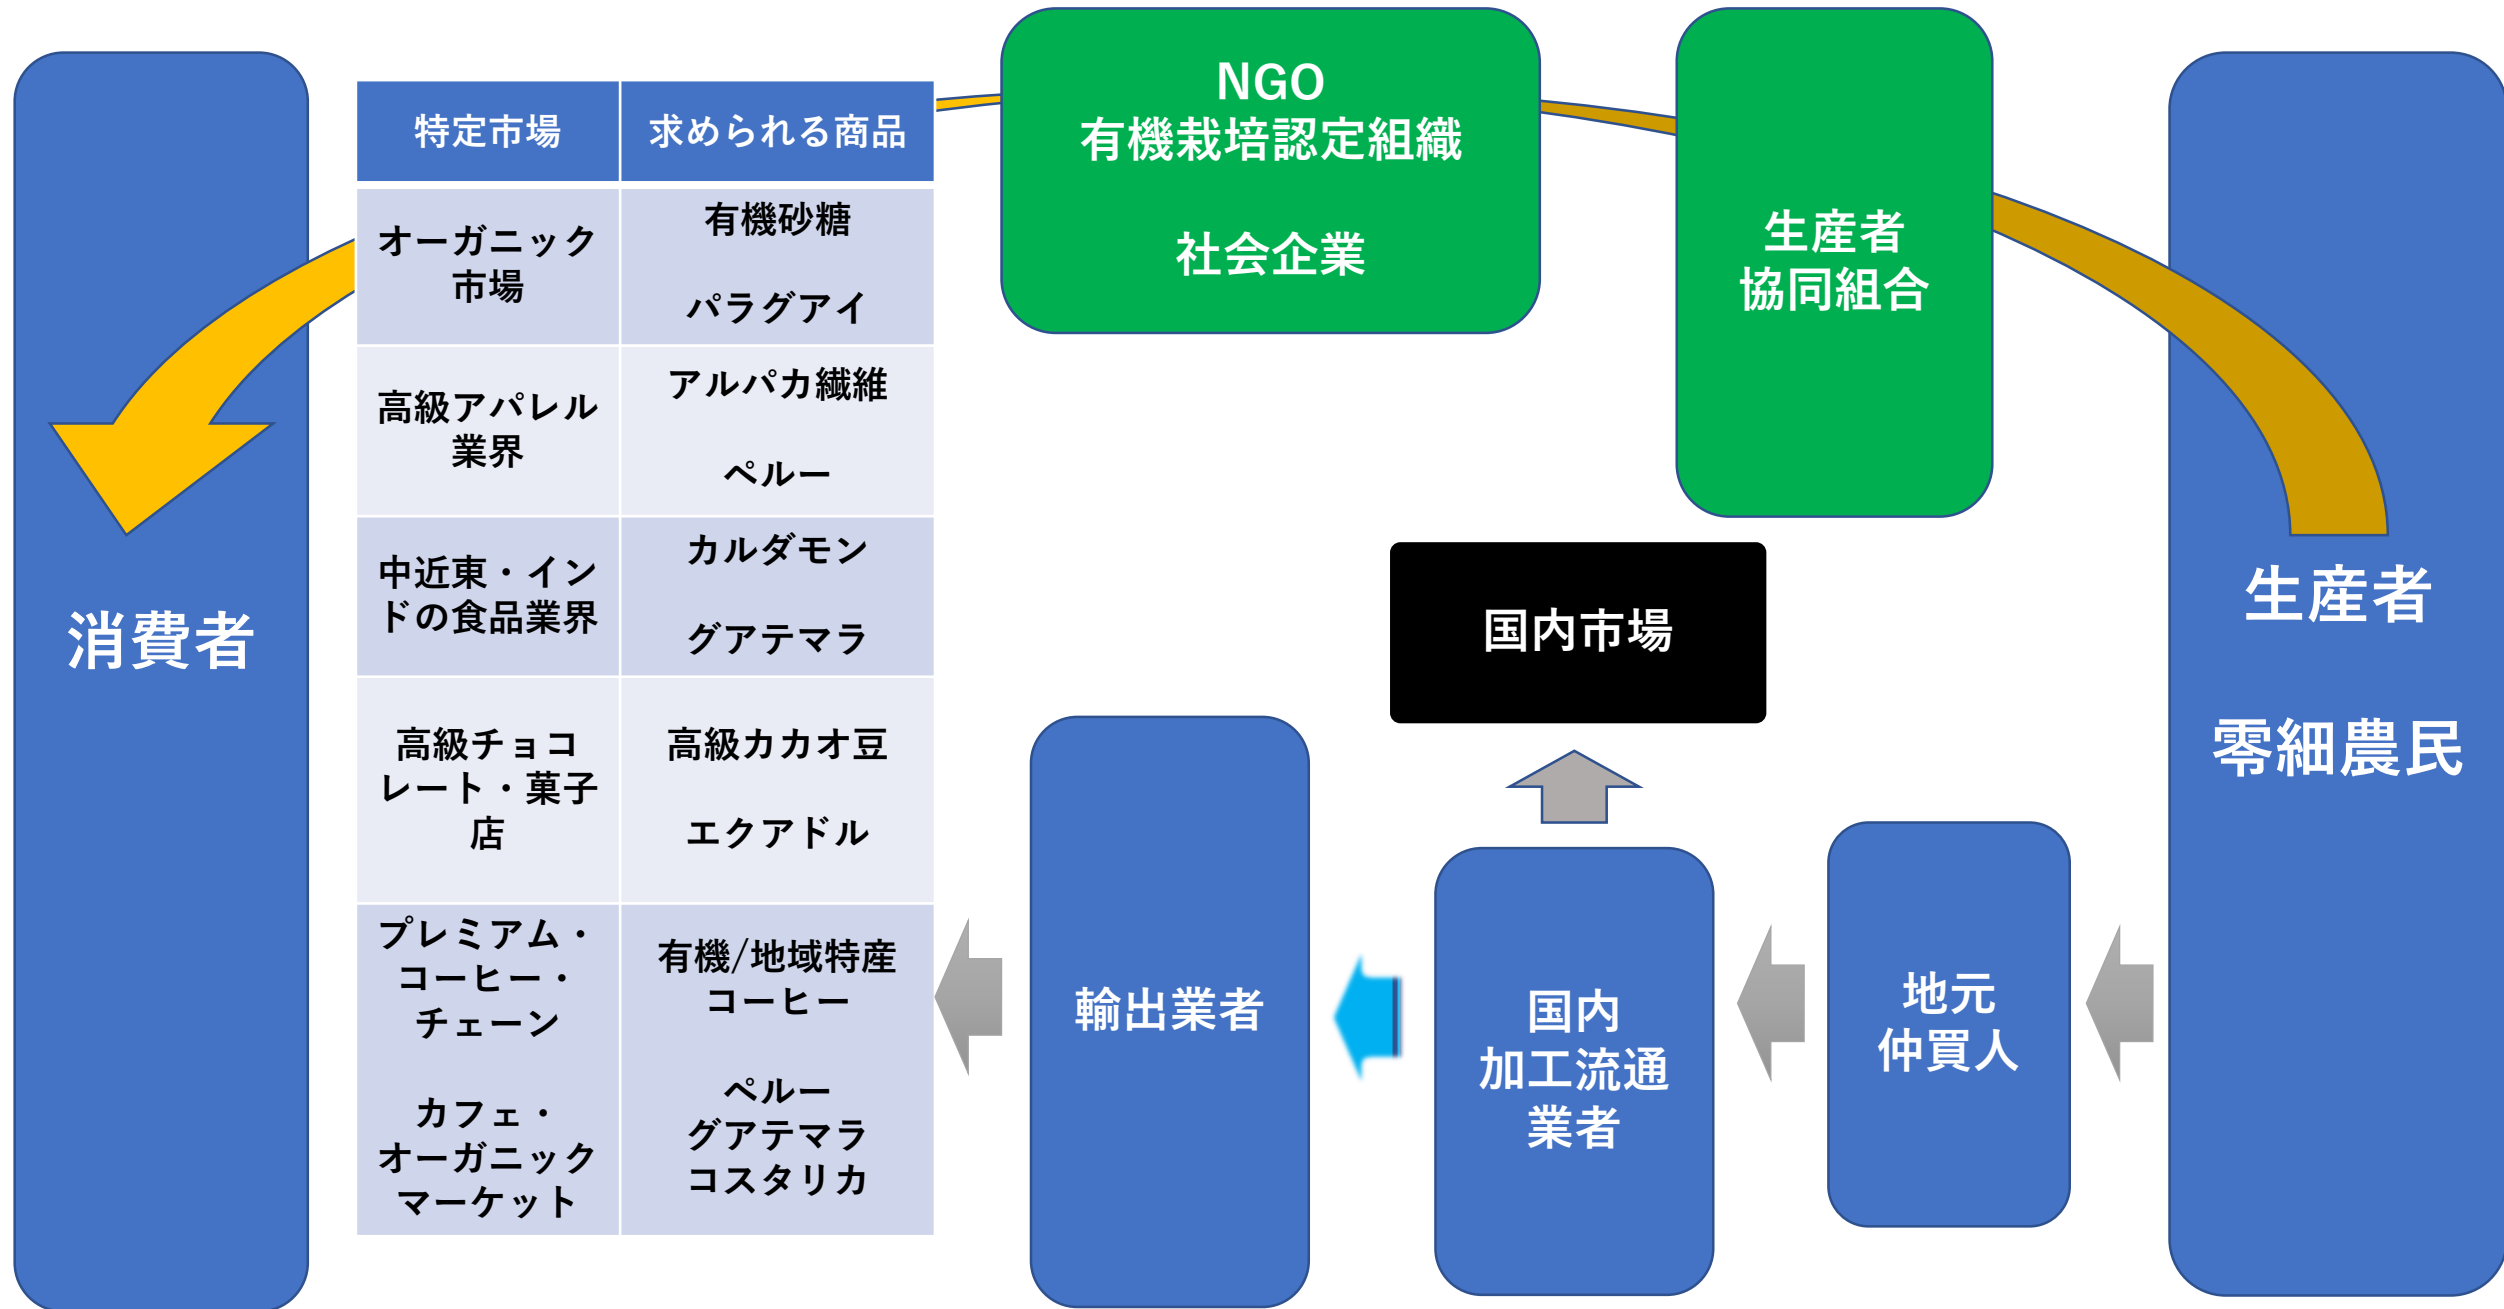 消費者
特定市場
求められる商品
オーガニック
市場
有機砂糖
パラグアイ
高級アパレル
業界
アルパカ繊維
ペルー
中近東・イン
ドの食品業界
カルダモン
グアテマラ
高級チョコ
レート・菓子
店
高級カカオ豆
エクアドル
プレミアム・
コーヒー・
チェーン
カフェ・
オーガニック
マーケット
有機/地域特産
コーヒー
ペルー
グアテマラ
コスタリカ
NGO
有機栽培認定組織
社会企業
生産者
協同組合
国内市場
輸出業者
国内
加工流通
業者
地元
仲買人
生産者
零細農民